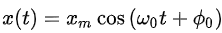 x(t) = x_m cos (ω_0 t + ϕ_0)